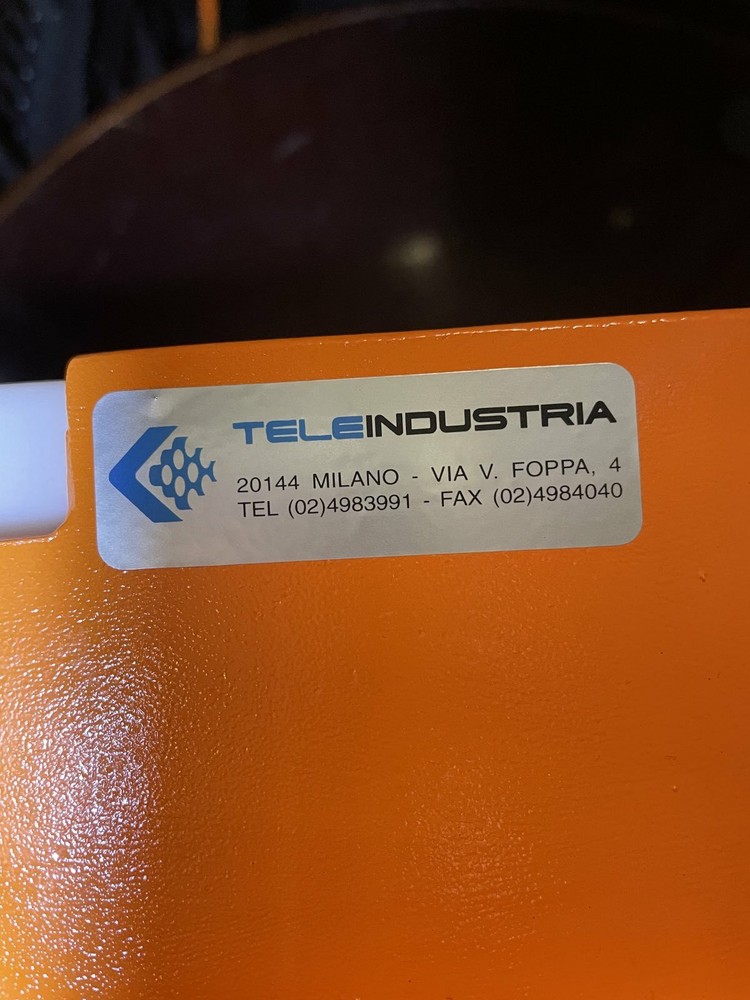 TELEINDUSTRIA
20144 MILANO - VIA V. FOPPA, 4
TEL (02)4983991 - FAX (02)4984040